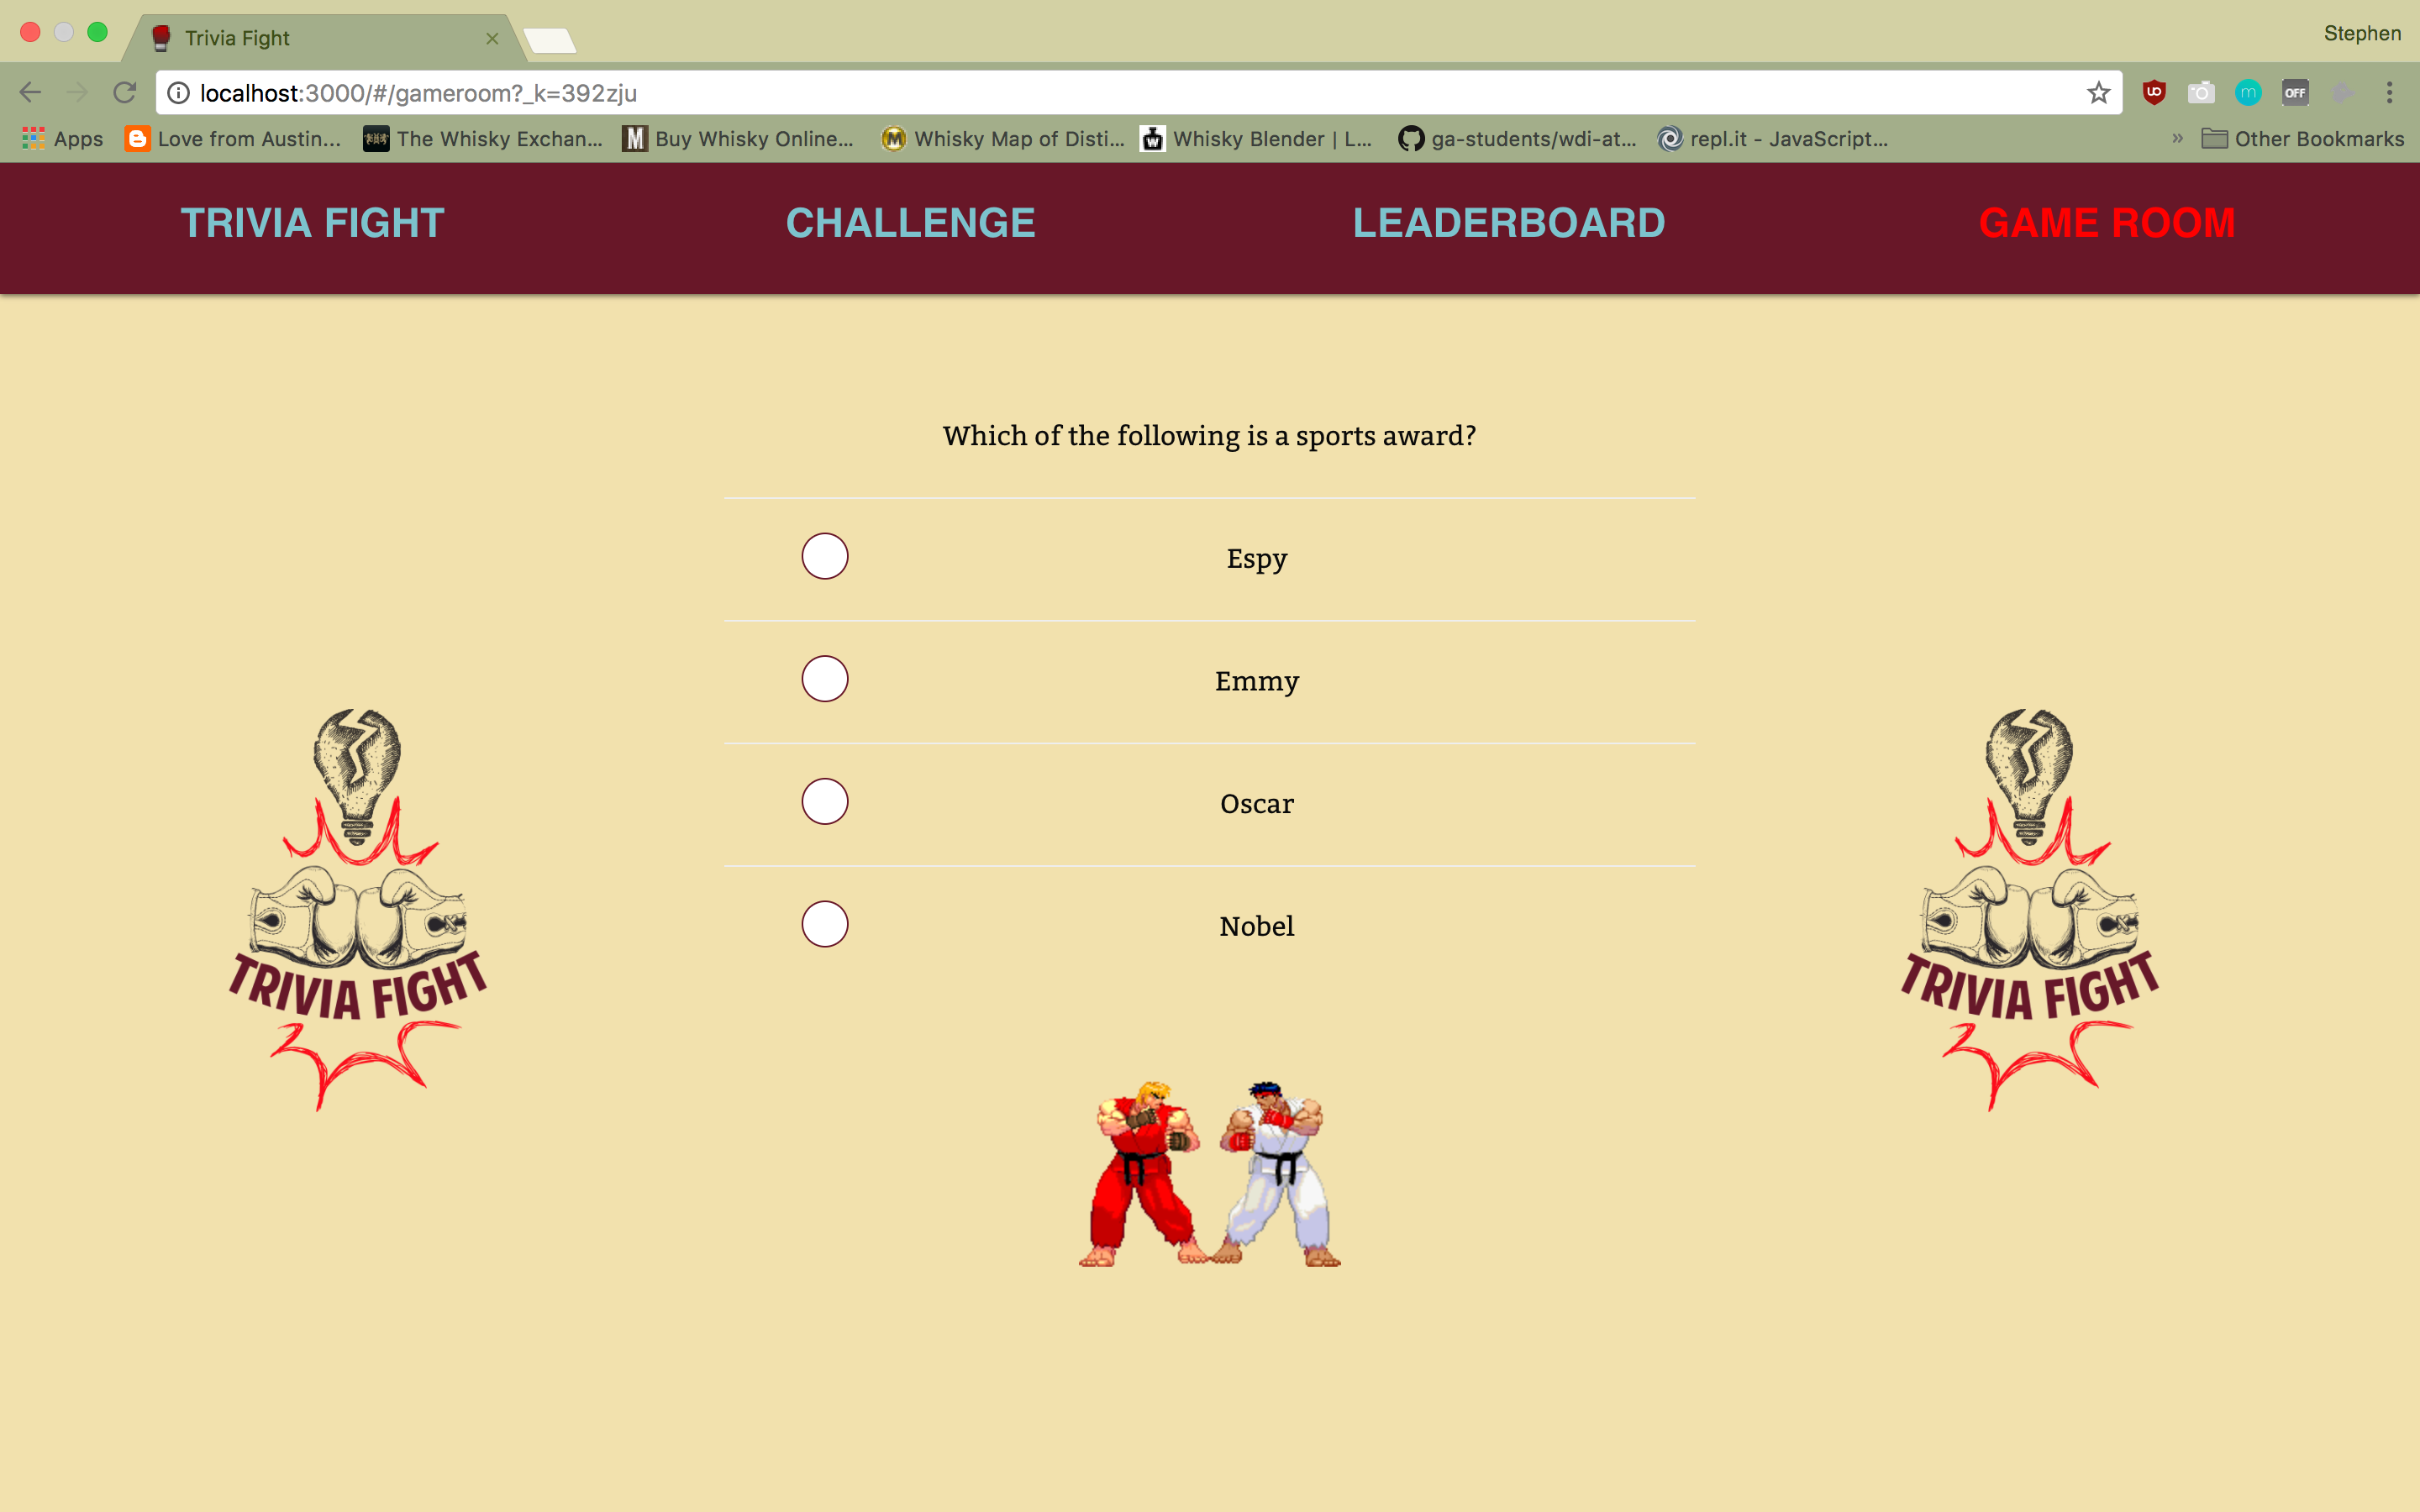 Trivia Fight
Stephen
localhost:3000/#/gameroom?_k=392zju
UD
m
OFF
Apps
Love from Austin...
The Whisky Exchan...
M Buy Whisky Online...
M Whisky Map of Disti...
W Whisky Blender | L...
ga-students/wdi-at...
repl.it - JavaScript...
» Other Bookmarks
TRIVIA FIGHT
CHALLENGE
LEADERBOARD
GAME ROOM
Which of the following is a sports award?
Espy
Emmy
Oscar
Nobel
TRIVIA FIGHT
TRIVIA FIGHT